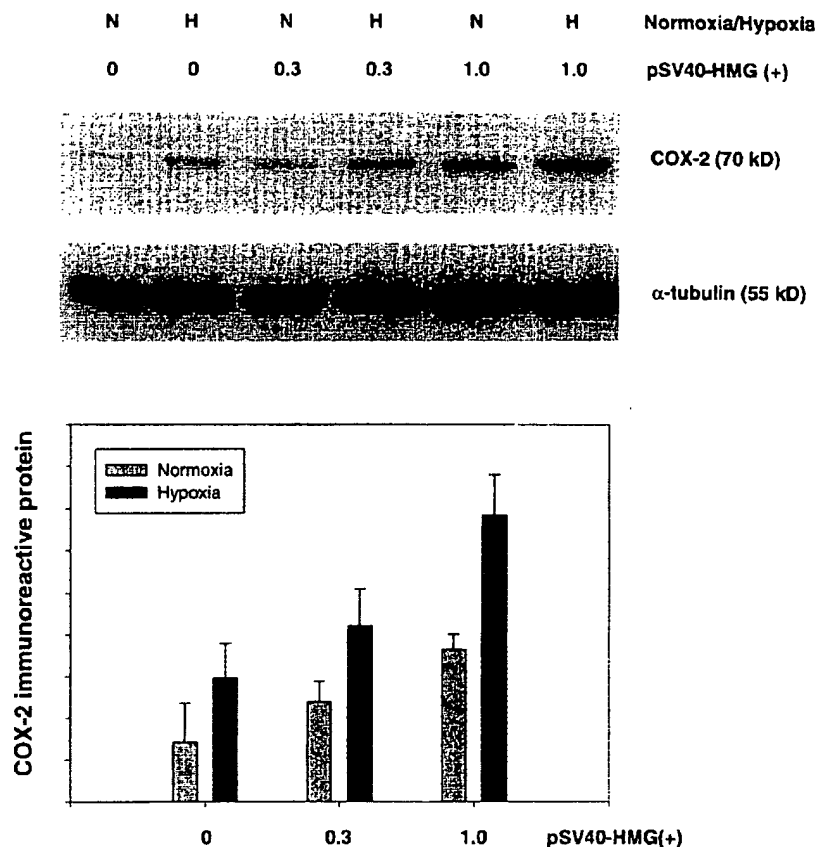 N H N H N H Normoxia/Hypoxia
0 0 0.3 0.3 1.0 1.0 pSV40-HMG (+)
COX-2 (70 kD)
α-tubulin (55 kD)
COX-2 immunoreactive protein
Normoxia
Hypoxia
0 0.3 1.0 pSV40-HMG(+)